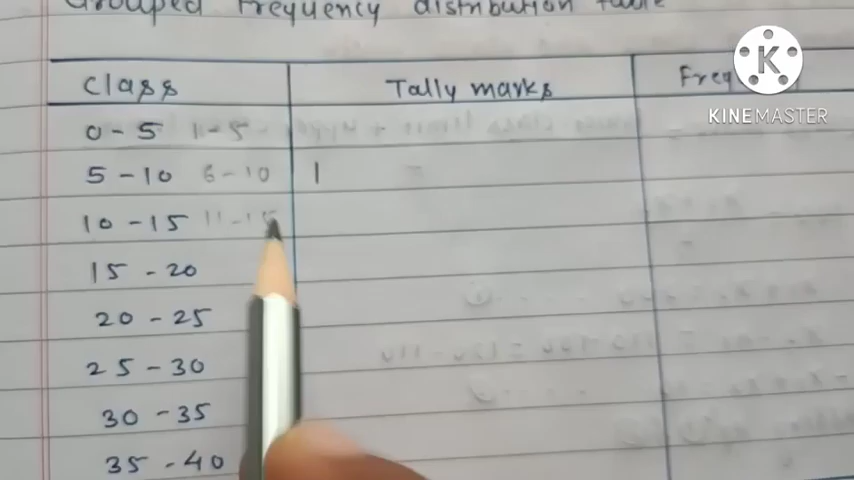 Grouped Frequency distribution table
Class Tally marks Freq
K
KINEMASTER
0-5 1-5
5-10 6-10 |
10-15 11-15
15-20
20-25
25-30
30-35
35-40